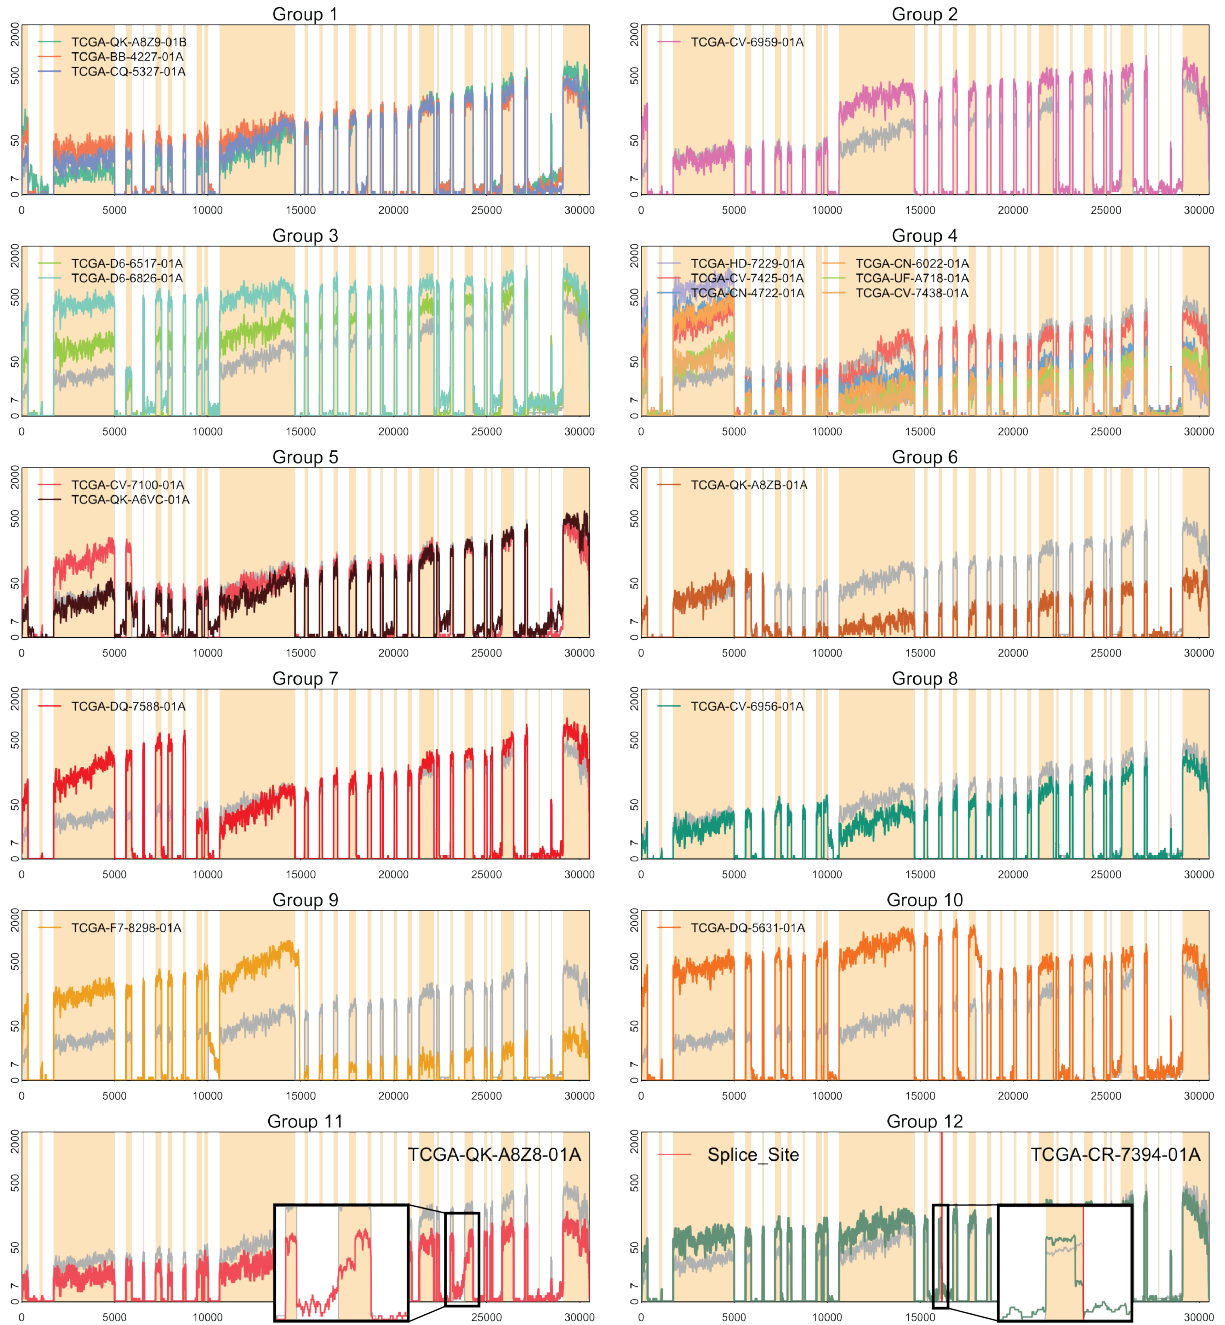 Group 1
2000
500
50
7
0
TCGA-QK-A8Z9-01B
TCGA-BB-4227-01A
TCGA-CQ-5327-01A
0 5000 10000 15000 20000 25000 30000
Group 2
2000
500
50
7
0
TCGA-CV-6959-01A
0 5000 10000 15000 20000 25000 30000
Group 3
2000
500
50
7
0
TCGA-D6-6517-01A
TCGA-D6-6826-01A
0 5000 10000 15000 20000 25000 30000
Group 4
2000
500
50
7
0
TCGA-HD-7229-01A TCGA-CN-6022-01A
TCGA-CV-7425-01A TCGA-UF-A718-01A
TCGA-CN-4722-01A TCGA-CV-7438-01A
0 5000 10000 15000 20000 25000 30000
Group 5
2000
500
50
7
0
TCGA-CV-7100-01A
TCGA-QK-A6VC-01A
0 5000 10000 15000 20000 25000 30000
Group 6
2000
500
50
7
0
TCGA-QK-A8ZB-01A
0 5000 10000 15000 20000 25000 30000
Group 7
2000
500
50
7
0
TCGA-DQ-7588-01A
0 5000 10000 15000 20000 25000 30000
Group 8
2000
500
50
7
0
TCGA-CV-6956-01A
0 5000 10000 15000 20000 25000 30000
Group 9
2000
500
50
7
0
TCGA-F7-8298-01A
0 5000 10000 15000 20000 25000 30000
Group 10
2000
500
50
7
0
TCGA-DQ-5631-01A
0 5000 10000 15000 20000 25000 30000
Group 11
2000
500
50
7
0
TCGA-QK-A8Z8-01A
0 5000 10000 15000 20000 25000 30000
Group 12
2000
500
50
7
0
Splice_Site TCGA-CR-7394-01A
0 5000 10000 15000 20000 25000 30000